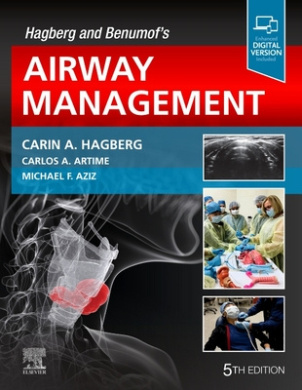 Hagberg and Benumof's
Enhanced
DIGITAL
VERSION
Included
AIRWAY
MANAGEMENT
CARIN A. HAGBERG
CARLOS A. ARTIME
MICHAEL F. AZIZ
ELSEVIER
5TH EDITION